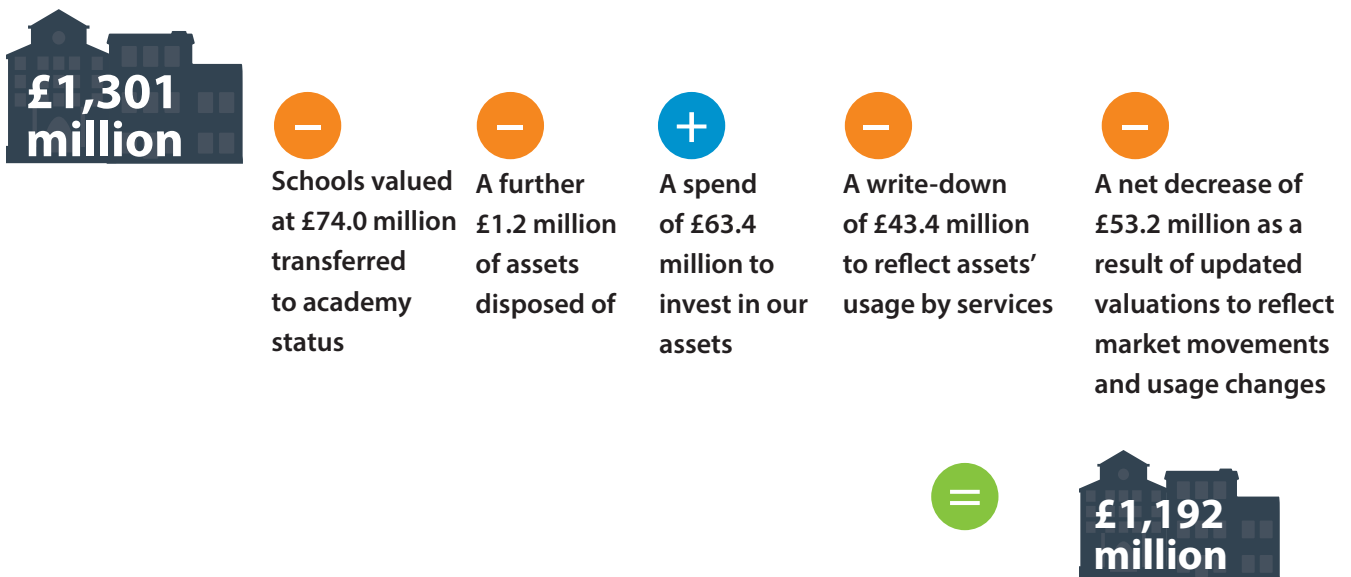 £1,301
million
–
Schools valued
at £74.0 million
transferred
to academy
status
–
A further
£1.2 million
of assets
disposed of
+
A spend
of £63.4
million to
invest in our
assets
–
A write-down
of £43.4 million
to reflect assets’
usage by services
–
A net decrease of
£53.2 million as a
result of updated
valuations to reflect
market movements
and usage changes
=
£1,192
million